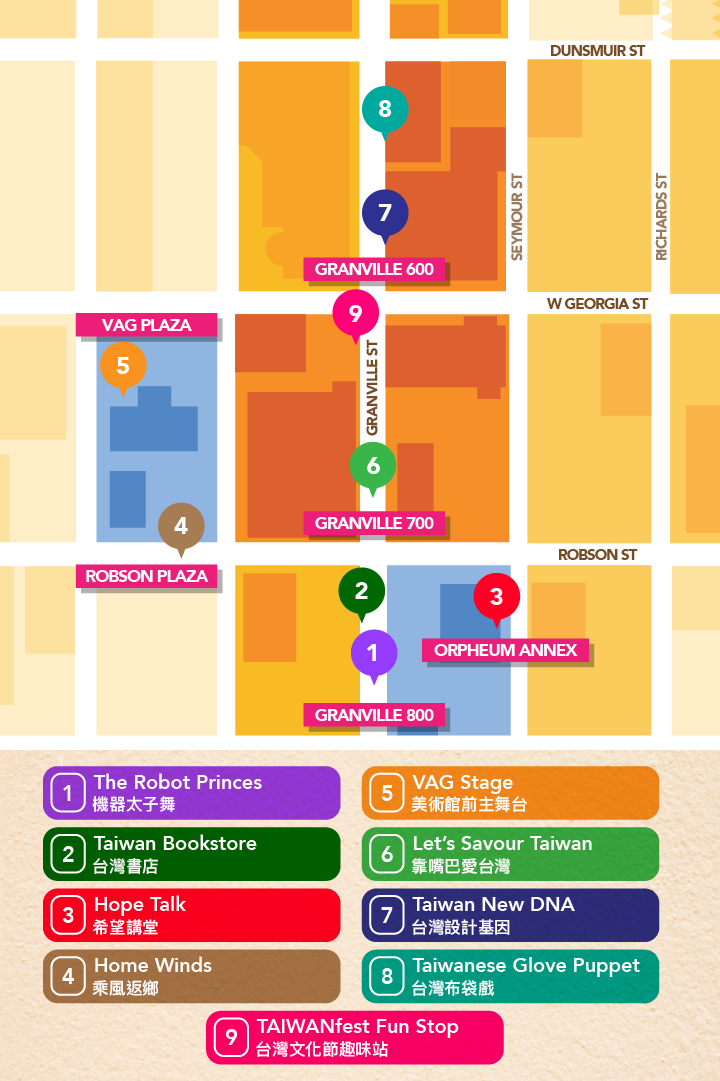 DUNSMUIR ST
8
SEYMOUR ST
RICHARDS ST
7
GRANVILLE 600
W GEORGIA ST
9
VAG PLAZA
GRANVILLE ST
5
6
GRANVILLE 700
4
ROBSON ST
ROBSON PLAZA
2
3
1
ORPHEUM ANNEX
GRANVILLE 800
1
The Robot Princes
機器太子舞
2
Taiwan Bookstore
台灣書店
3
Hope Talk
希望講堂
4
Home Winds
乘風返鄉
5
VAG Stage
美術館前主舞台
6
Let's Savour Taiwan
靠嘴巴愛台灣
7
Taiwan New DNA
台灣設計基因
8
Taiwanese Glove Puppet
台灣布袋戲
9
TAIWANfest Fun Stop
台灣文化節趣味站